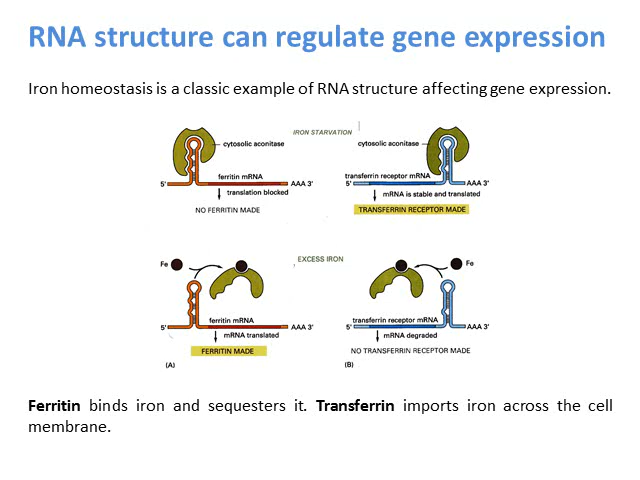 RNA structure can regulate gene expression
Iron homeostasis is a classic example of RNA structure affecting gene expression.
IRON STARVATION
cytosolic aconitase
ferritin mRNA
5'
AAA 3'
translation blocked
NO FERRITIN MADE
cytosolic aconitase
transferrin receptor mRNA
5'
AAA 3'
mRNA is stable and translated
TRANSFERRIN RECEPTOR MADE
EXCESS IRON
Fe
ferritin mRNA
5'
AAA 3'
mRNA translated
FERRITIN MADE
(A)
Fe
transferrin receptor mRNA
5'
AAA 3'
mRNA degraded
NO TRANSFERRIN RECEPTOR MADE
(B)
Ferritin binds iron and sequesters it. Transferrin imports iron across the cell
membrane.